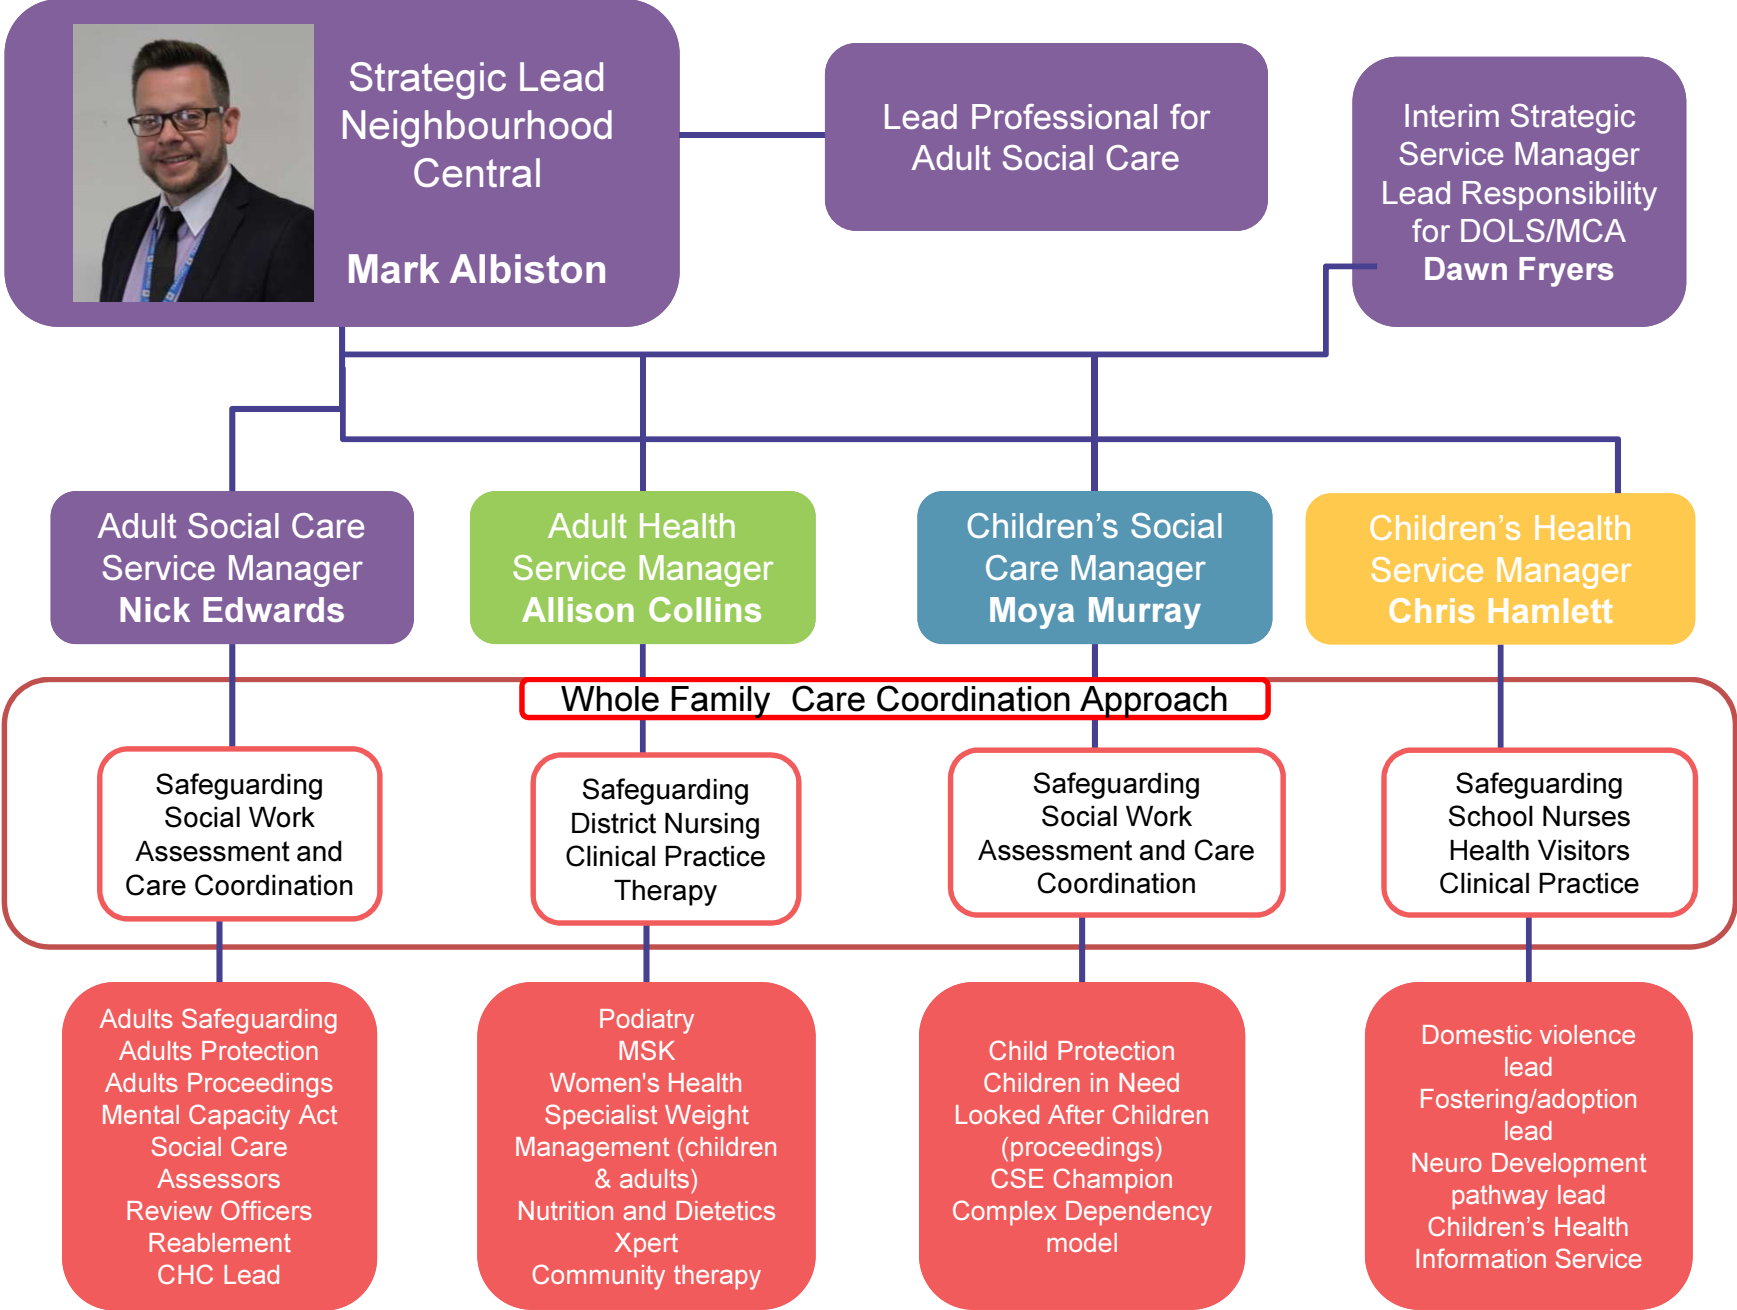 Strategic Lead
Neighbourhood
Central
Mark Albiston
Lead Professional for
Adult Social Care
Interim Strategic
Service Manager
Lead Responsibility
for DOLS/MCA
Dawn Fryers
Adult Social Care
Service Manager
Nick Edwards
Adult Health
Service Manager
Allison Collins
Children’s Social
Care Manager
Moya Murray
Children’s Health
Service Manager
Chris Hamlett
Whole Family  Care Coordination Approach
Safeguarding
Social Work
Assessment and
Care Coordination
Safeguarding
District Nursing
Clinical Practice
Therapy
Safeguarding
Social Work
Assessment and Care
Coordination
Safeguarding
School Nurses
Health Visitors
Clinical Practice
Adults Safeguarding
Adults Protection
Adults Proceedings
Mental Capacity Act
Social Care
Assessors
Review Officers
Reablement
CHC Lead
Podiatry
MSK
Women's Health
Specialist Weight
Management (children
& adults)
Nutrition and Dietetics
Xpert
Community therapy
Child Protection
Children in Need
Looked After Children
(proceedings)
CSE Champion
Complex Dependency
model
Domestic violence
lead
Fostering/adoption
lead
Neuro Development
pathway lead
Children’s Health
Information Service